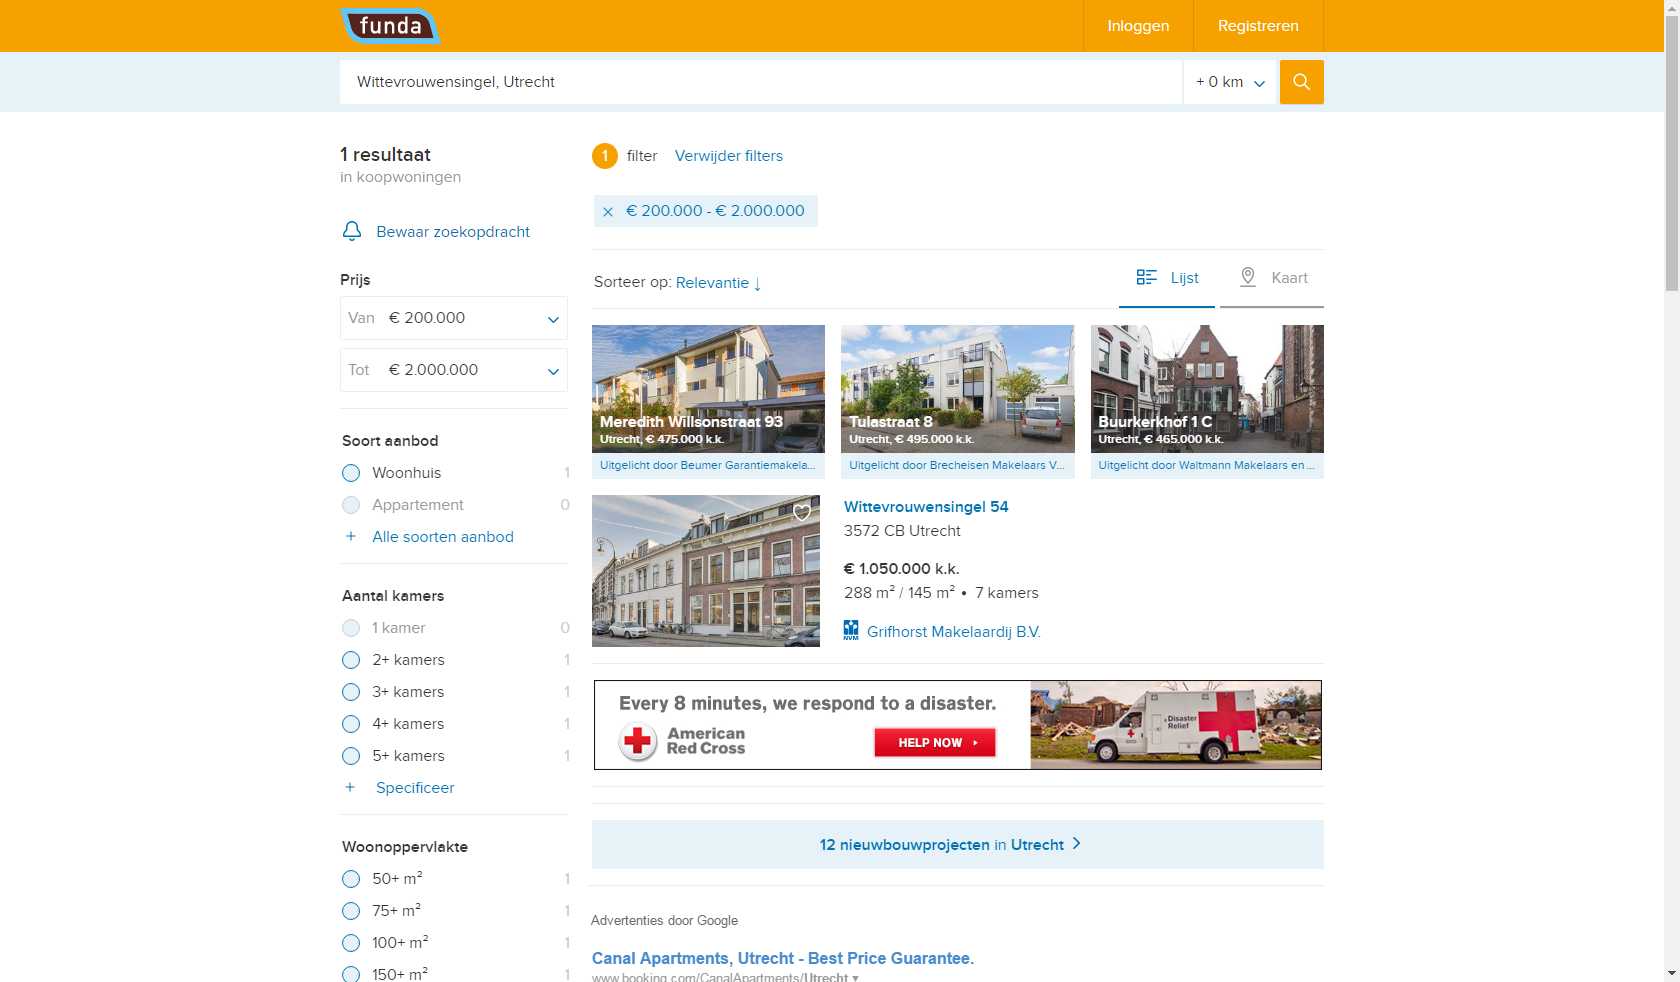 funda
Inloggen
Registreren
Wittevrouwensingel, Utrecht
+ 0 km
1 resultaat
in koopwoningen
Bewaar zoekopdracht
Prijs
Van € 200.000
Tot € 2.000.000
Soort aanbod
Woonhuis 1
Appartement 0
+ Alle soorten aanbod
Aantal kamers
1 kamer 0
2+ kamers 1
3+ kamers 1
4+ kamers 1
5+ kamers 1
+ Specificeer
Woonoppervlakte
50+ m² 1
75+ m² 1
100+ m² 1
150+ m² 1
1 filter Verwijder filters
× € 200.000 - € 2.000.000
Sorteer op: Relevantie ↓
Lijst
Kaart
Meredith Willsonstraat 93
Utrecht, € 475.000 k.k.
Uitgelicht door Beumer Garantiemakela...
Tulastraat 8
Utrecht, € 495.000 k.k.
Uitgelicht door Brecheisen Makelaars V...
Buurkerkhof 1 C
Utrecht, € 465.000 k.k.
Uitgelicht door Waltmann Makelaars en ...
Wittevrouwensingel 54
3572 CB Utrecht
€ 1.050.000 k.k.
288 m² / 145 m² • 7 kamers
NVM
Grifhorst Makelaardij B.V.
Every 8 minutes, we respond to a disaster.
American
Red Cross
HELP NOW
Disaster
Relief
12 nieuwbouwprojecten in Utrecht
Advertenties door Google
Canal Apartments, Utrecht - Best Price Guarantee.
www.booking.com/CanalApartments/Utrecht ▾